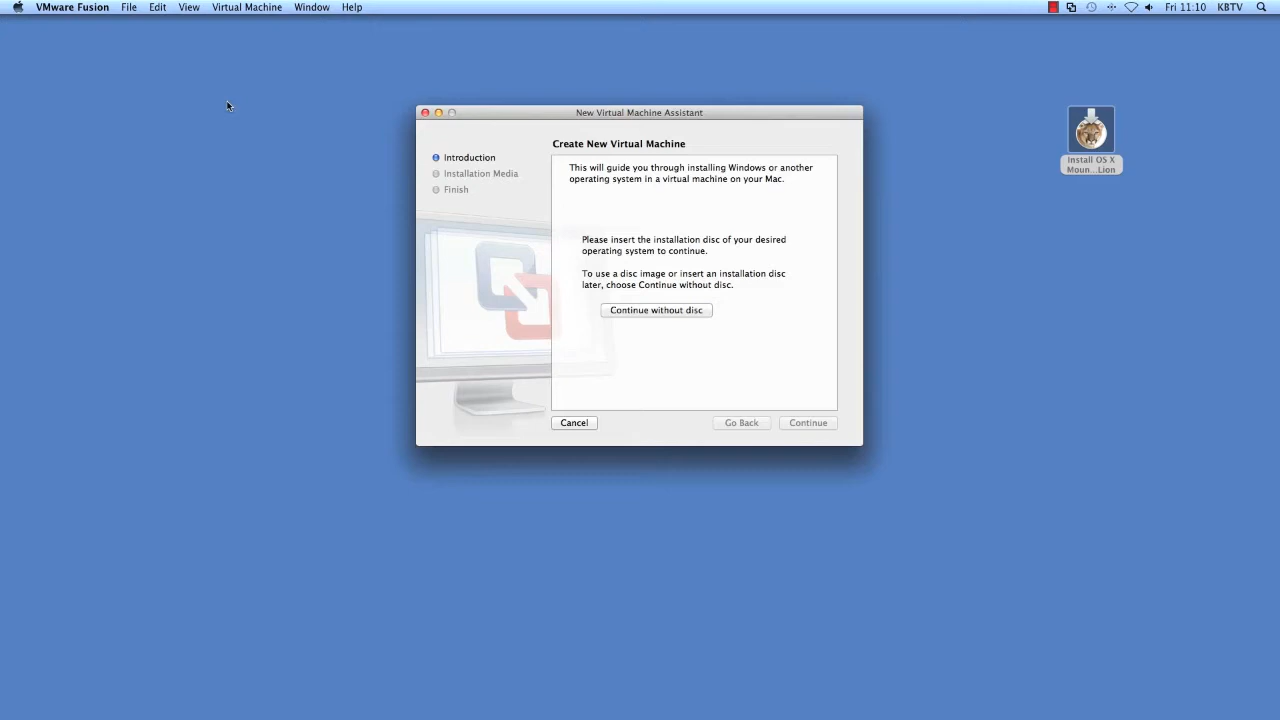 VMware Fusion File Edit View Virtual Machine Window Help Fri 11:10 KBTV
New Virtual Machine Assistant
Create New Virtual Machine
Introduction
Installation Media
Finish
This will guide you through installing Windows or another
operating system in a virtual machine on your Mac.
Please insert the installation disc of your desired
operating system to continue.
To use a disc image or insert an installation disc
later, choose Continue without disc.
Continue without disc
Cancel Go Back Continue
Install OS X
Moun...Lion